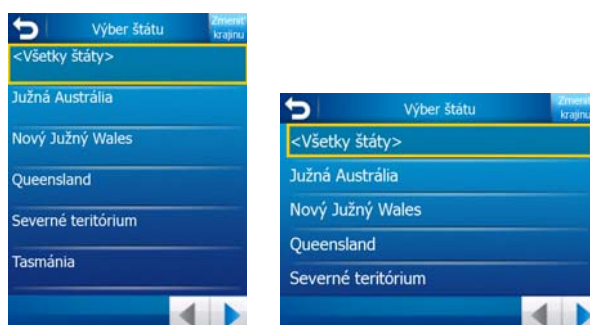 Výber štátu
Zmeniť
krajinu
<Všetky štáty>
Južná Austrália
Nový Južný Wales
Queensland
Severné teritórium
Tasmánia
Výber štátu
Zmeniť
krajinu
<Všetky štáty>
Južná Austrália
Nový Južný Wales
Queensland
Severné teritórium